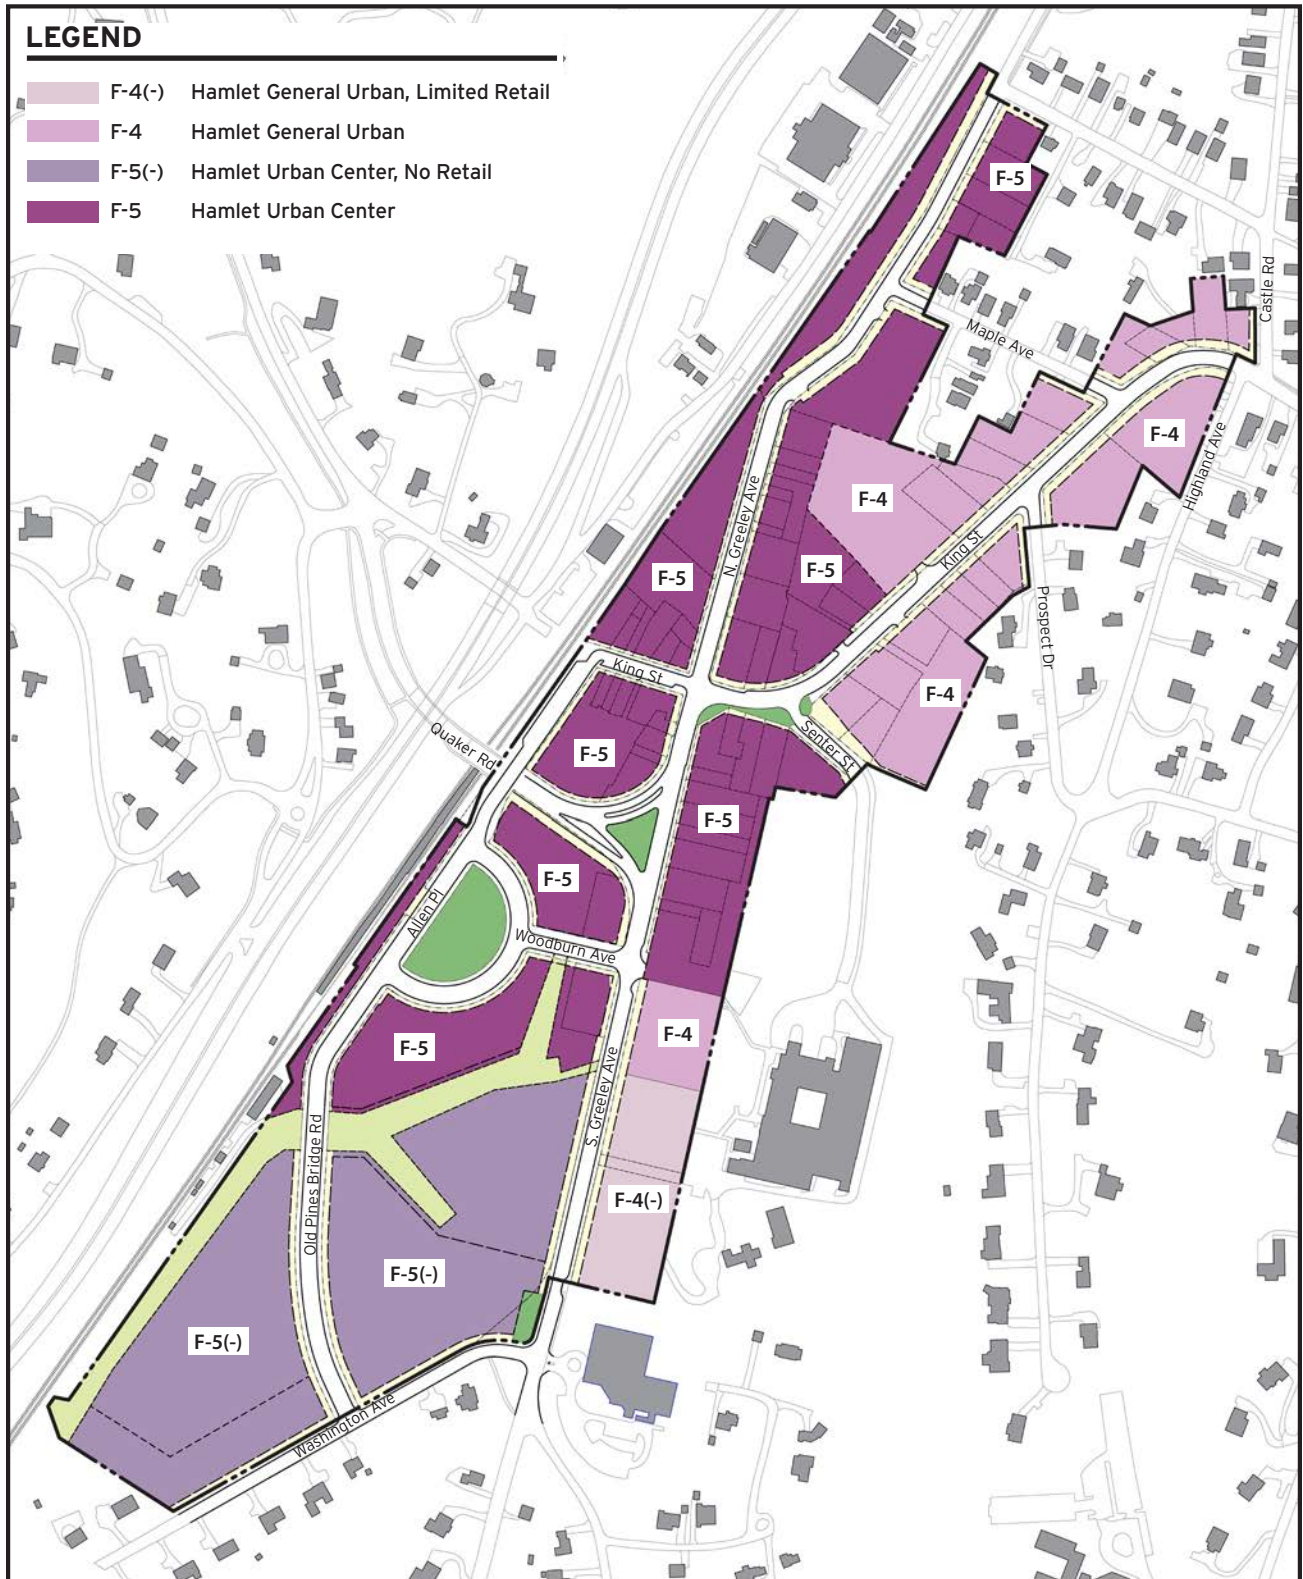 LEGEND
F-4(-) Hamlet General Urban, Limited Retail
F-4 Hamlet General Urban
F-5(-) Hamlet Urban Center, No Retail
F-5 Hamlet Urban Center
F-5
Castle Rd
Maple Ave
F-4
Highland Ave
F-4
N. Greeley Ave
King St
F-5
F-5
Prospect Dr
King St
F-4
Quaker Rd
F-5
Senter St
F-5
F-5
Allen Pl
Woodburn Ave
F-4
F-5
S. Greeley Ave
Old Pines Bridge Rd
F-4(-)
F-5(-)
F-5(-)
Washington Ave